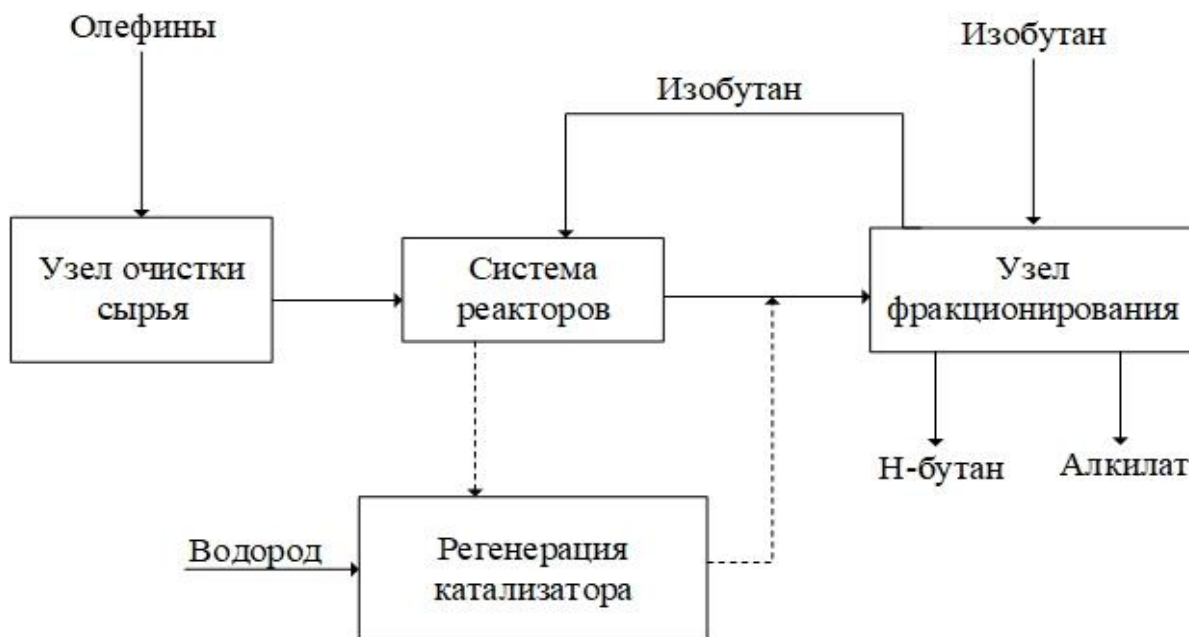 Олефины
Изобутан
Изобутан
Узел очистки
сырья
Система
реакторов
Узел
фракционирования
Н-бутан
Алкилат
Водород
Регенерация
катализатора